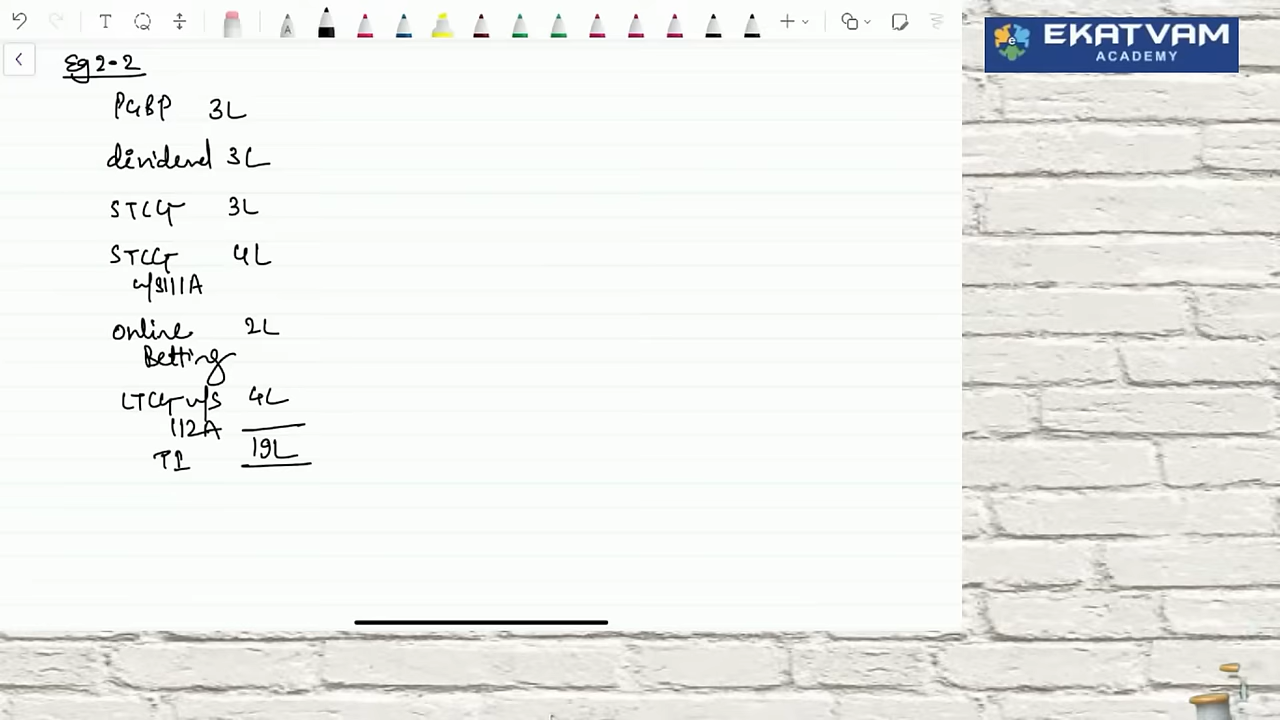 EKATVAM
ACADEMY
Eg 2.2
PGBP 3L
dividend 3L
STCG 3L
STCG 4L
u/s 111A
online 2L
Betting
LTCG u/s 4L
112A
TI 19L